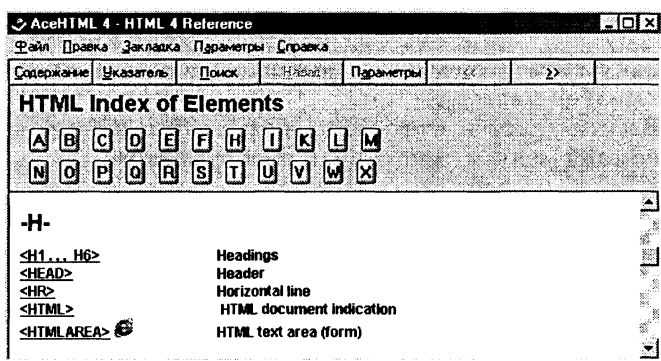 AceHTML 4 - HTML 4 Reference
Файл Правка Закладка Параметры Справка
Содержание Указатель Поиск Назад Параметры << >>
HTML Index of Elements
A B C D E F H I K L M
N O P Q R S T U V W X
-H-
<H1... H6> Headings
<HEAD> Header
<HR> Horizontal line
<HTML> HTML document indication
<HTMLAREA> HTML text area (form)